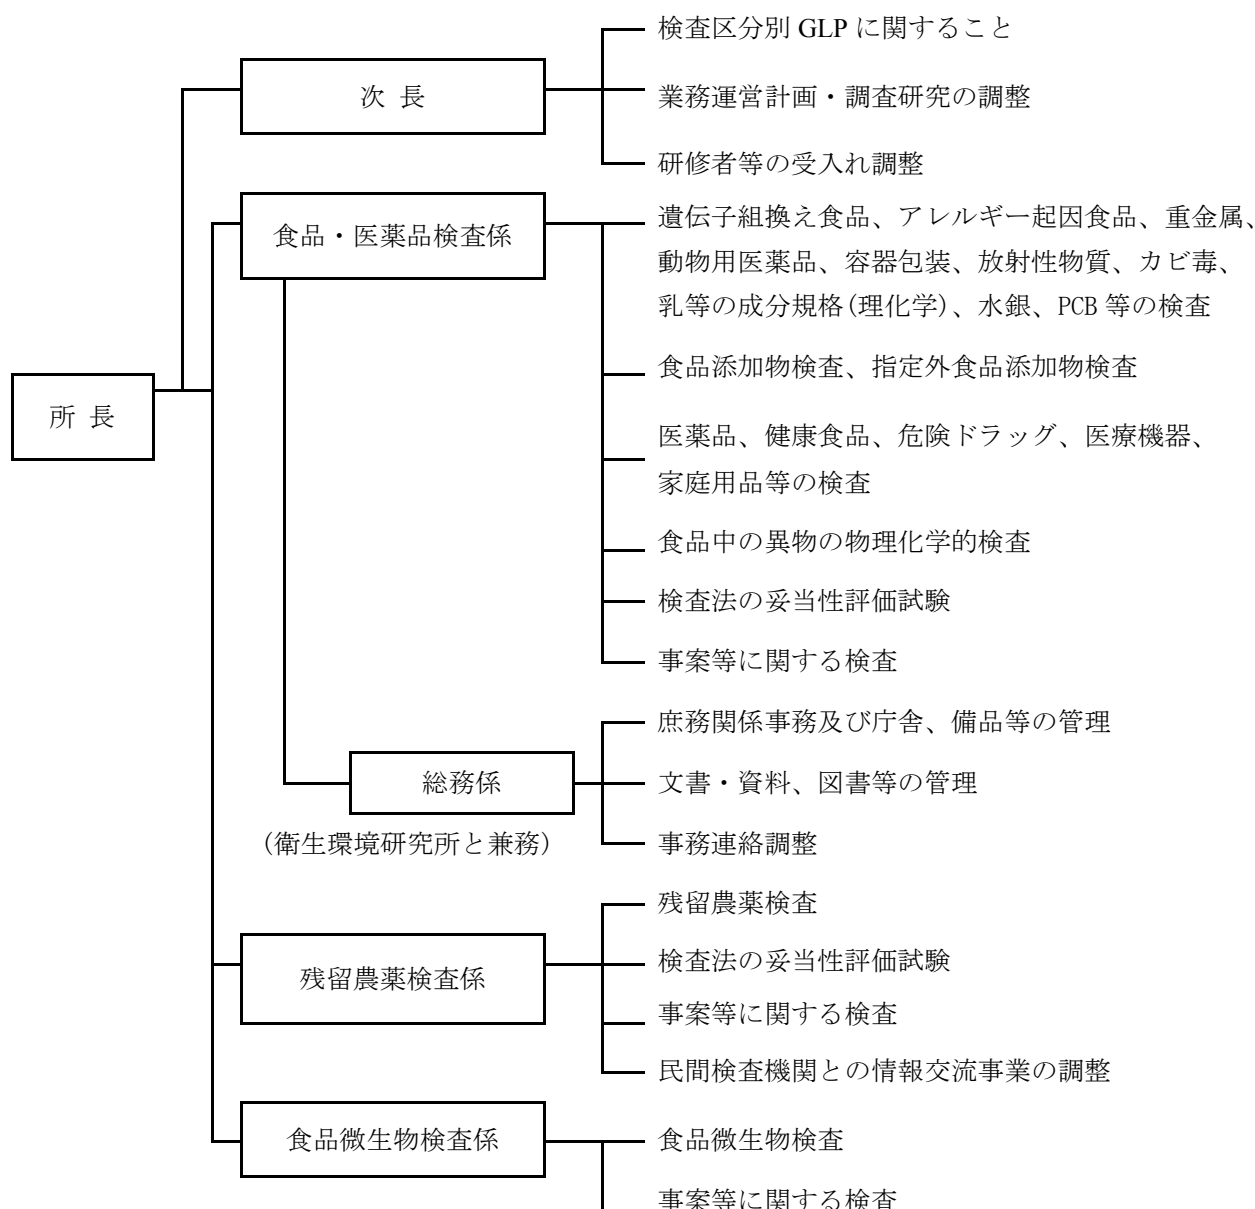 検査区分別 GLP に関すること
次 長
業務運営計画・調査研究の調整
研修者等の受入れ調整
食品・医薬品検査係
遺伝子組換え食品、アレルギー起因食品、重金属、
動物用医薬品、容器包装、放射性物質、カビ毒、
乳等の成分規格(理化学)、水銀、PCB 等の検査
食品添加物検査、指定外食品添加物検査
所 長
医薬品、健康食品、危険ドラッグ、医療機器、
家庭用品等の検査
食品中の異物の物理化学的検査
検査法の妥当性評価試験
事案等に関する検査
庶務関係事務及び庁舎、備品等の管理
総務係
文書・資料、図書等の管理
(衛生環境研究所と兼務)
事務連絡調整
残留農薬検査
残留農薬検査係
検査法の妥当性評価試験
事案等に関する検査
民間検査機関との情報交流事業の調整
食品微生物検査係
食品微生物検査
事案等に関する検査